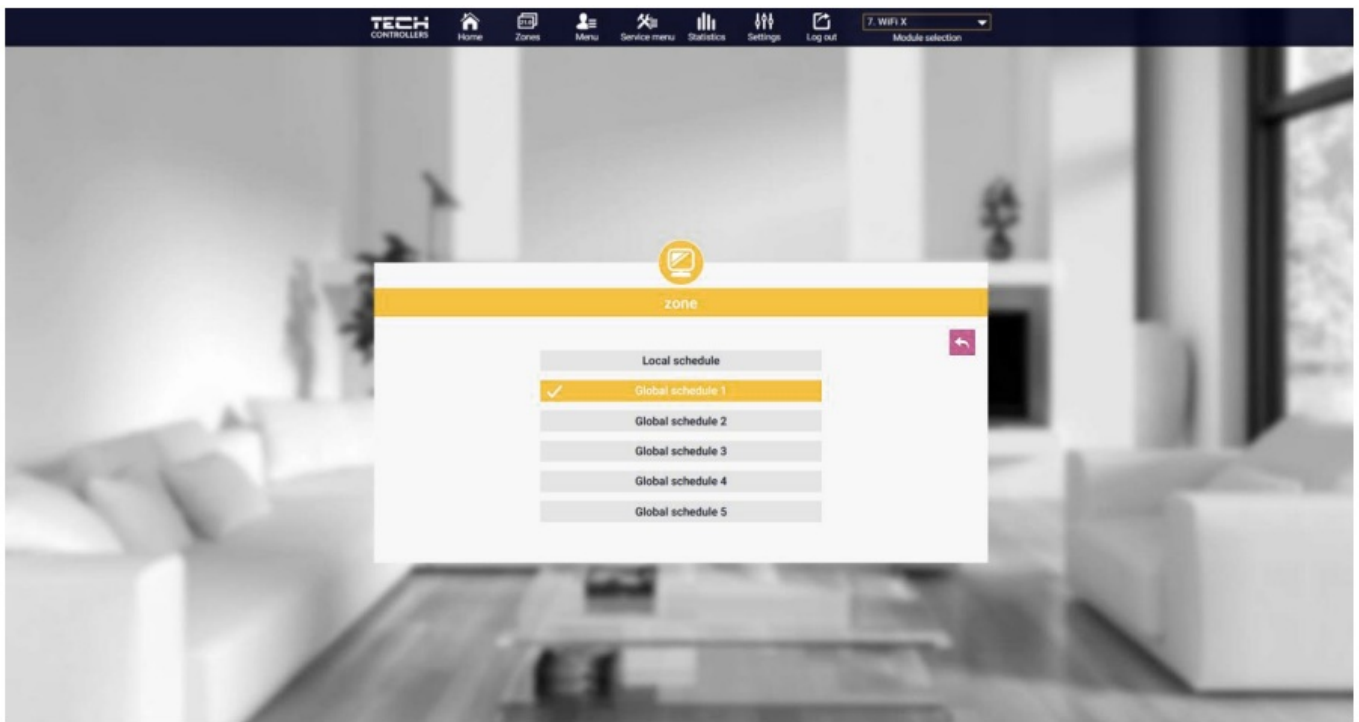 TECH
CONTROLLERS
Home
Zones
Menu
Service menu
Statistics
Settings
Log out
7. WiFi X
Module selection
zone
Local schedule
Global schedule 1
Global schedule 2
Global schedule 3
Global schedule 4
Global schedule 5